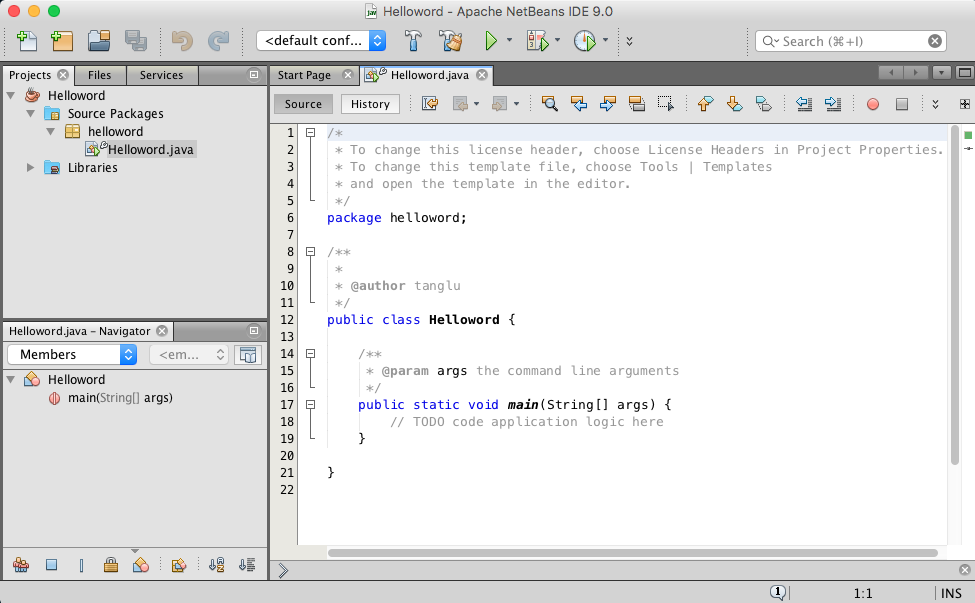 Helloword - Apache NetBeans IDE 9.0
<default conf...
Search (⌘+I)
Projects
Files
Services
Helloword
Source Packages
helloword
Helloword.java
Libraries
Helloword.java - Navigator
Members
<em...
Helloword
main(String[] args)
Start Page
Helloword.java
Source
History
1 /*
2 * To change this license header, choose License Headers in Project Properties.
3 * To change this template file, choose Tools | Templates
4 * and open the template in the editor.
5 */
6 package helloword;
7
8 /**
9 *
10 * @author tanglu
11 */
12 public class Helloword {
13
14 /**
15 * @param args the command line arguments
16 */
17 public static void main(String[] args) {
18 // TODO code application logic here
19 }
20
21 }
22
1
1:1
INS